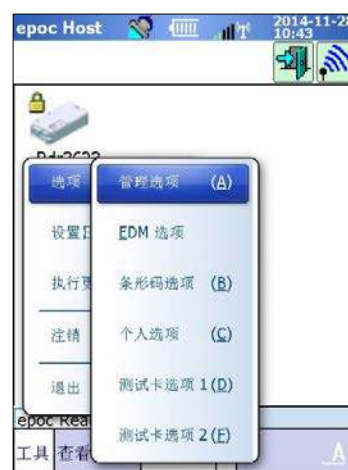 epoc Host
2014-11-28
10:43
选项
管理选项 (A)
EDM 选项
执行
条形码选项 (B)
注销
个人选项 (C)
退出
测试卡选项 1(D)
测试卡选项 2(E)
epoc Rea
工具 查看
A